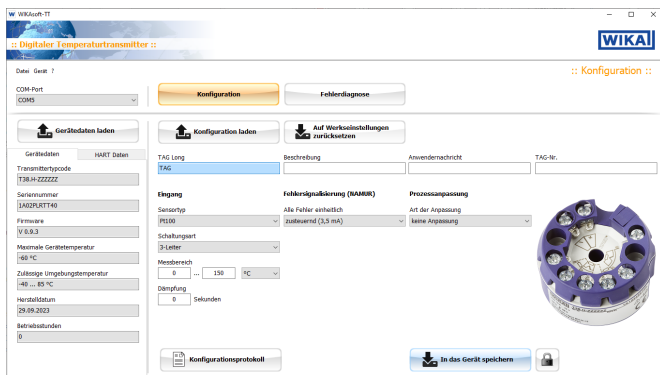 WIKAsoft-TT
:: Digitaler Temperaturtransmitter ::
WIKA
Datei Gerät ?
:: Konfiguration ::
COM-Port
COM5
Konfiguration
Fehlerdiagnose
Gerätedaten laden
Konfiguration laden
Auf Werkseinstellungen
zurücksetzen
Gerätedaten
HART Daten
Transmittertypcode
T38.H-ZZZZZZ
Seriennummer
1A02PLRTT40
Firmware
V 0.9.3
Maximale Gerätetemperatur
-60 °C
Zulässige Umgebungstemperatur
-40 ... 85 °C
Herstelldatum
29.09.2023
Betriebsstunden
0
TAG Long
TAG
Beschreibung
Anwendernachricht
TAG-Nr.
Eingang
Sensortyp
Pt100
Schaltungsart
3-Leiter
Messbereich
0 ... 150 °C
Dämpfung
0 Sekunden
Fehlersignalisierung (NAMUR)
Alle Fehler einheitlich
zusteuernd (3,5 mA)
Prozessanpassung
Art der Anpassung
keine Anpassung
Konfigurationsprotokoll
In das Gerät speichern